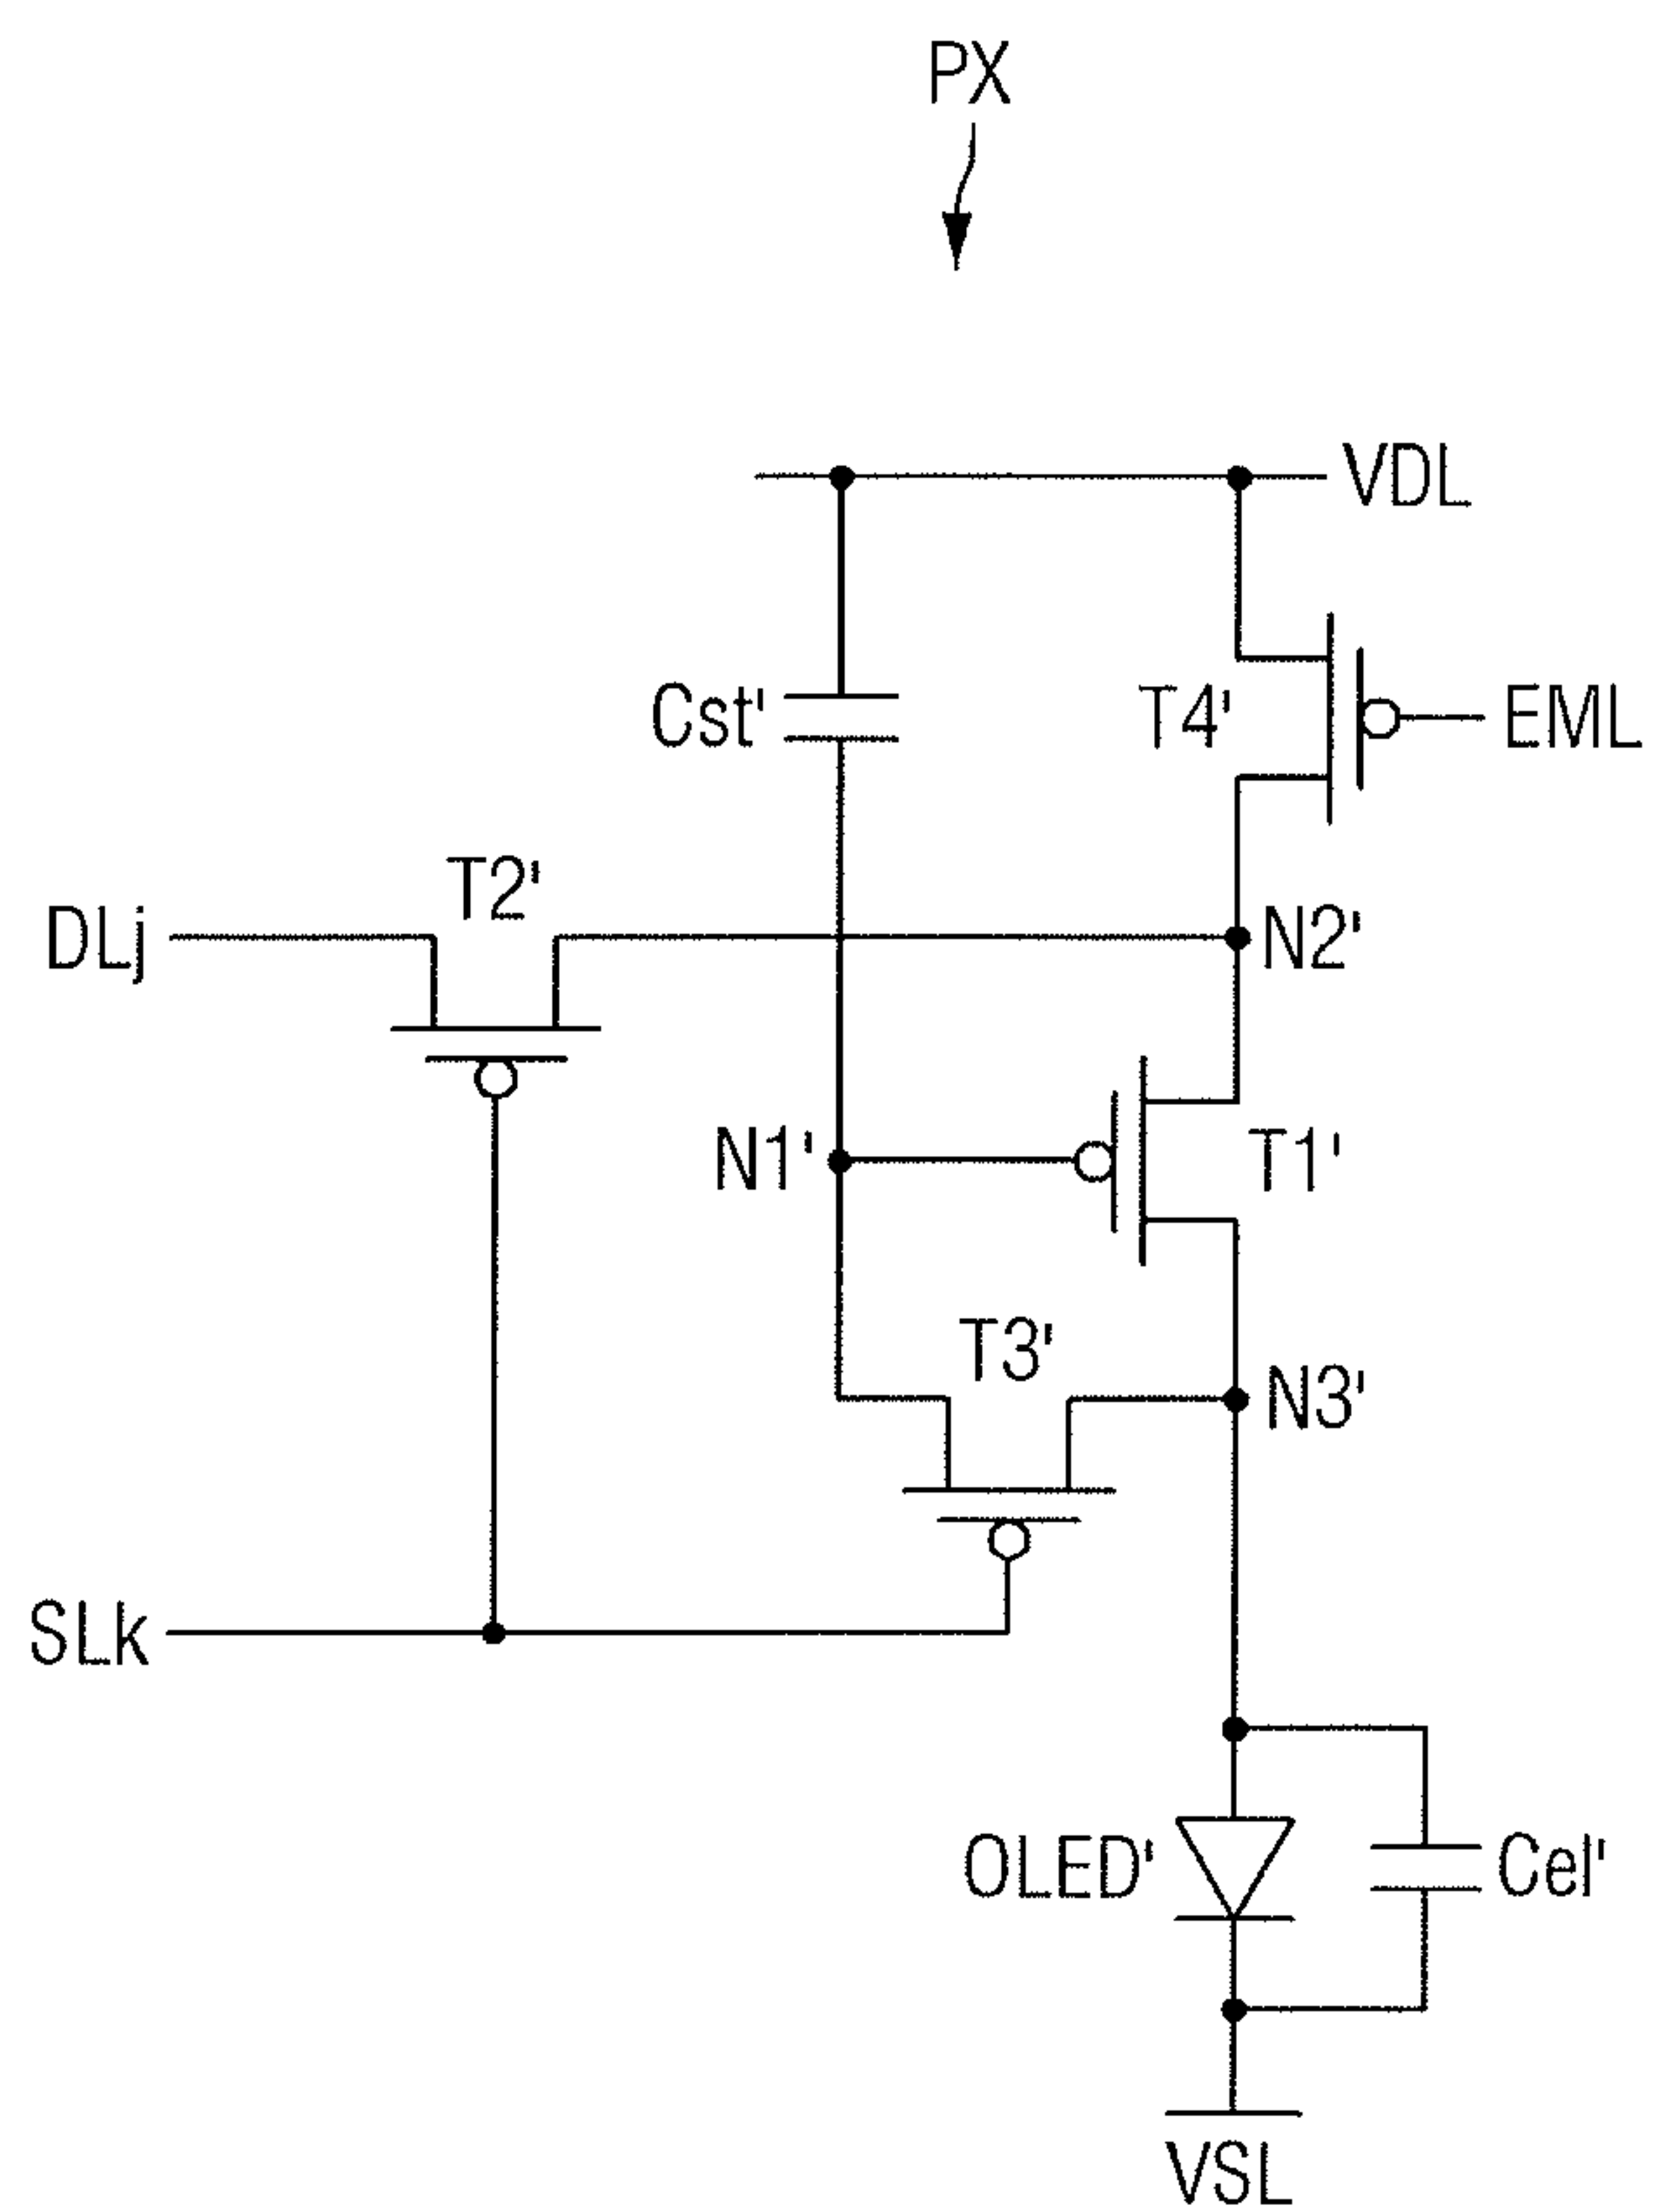 PX
VDL
Cst'
T4'
EML
T2'
DLj
N2'
N1'
T1'
T3'
N3'
SLk
OLED'
Cel'
VSL